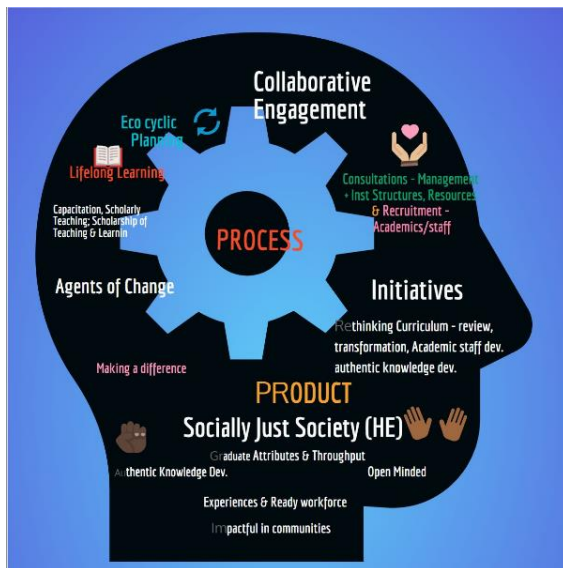 Collaborative
Engagement
Eco cyclic
Planning
Lifelong Learning
Consultations - Management
+ Inst Structures, Resources
& Recruitment -
Academics/staff
Capacitation, Scholarly
Teaching; Scholarship of
Teaching & Learnin
PROCESS
Agents of Change
Initiatives
Rethinking Curriculum - review,
transformation, Academic staff dev.
authentic knowledge dev.
Making a difference
PRODUCT
Socially Just Society (HE)
Graduate Attributes & Throughput
Authentic Knowledge Dev.
Open Minded
Experiences & Ready workforce
Impactful in communities